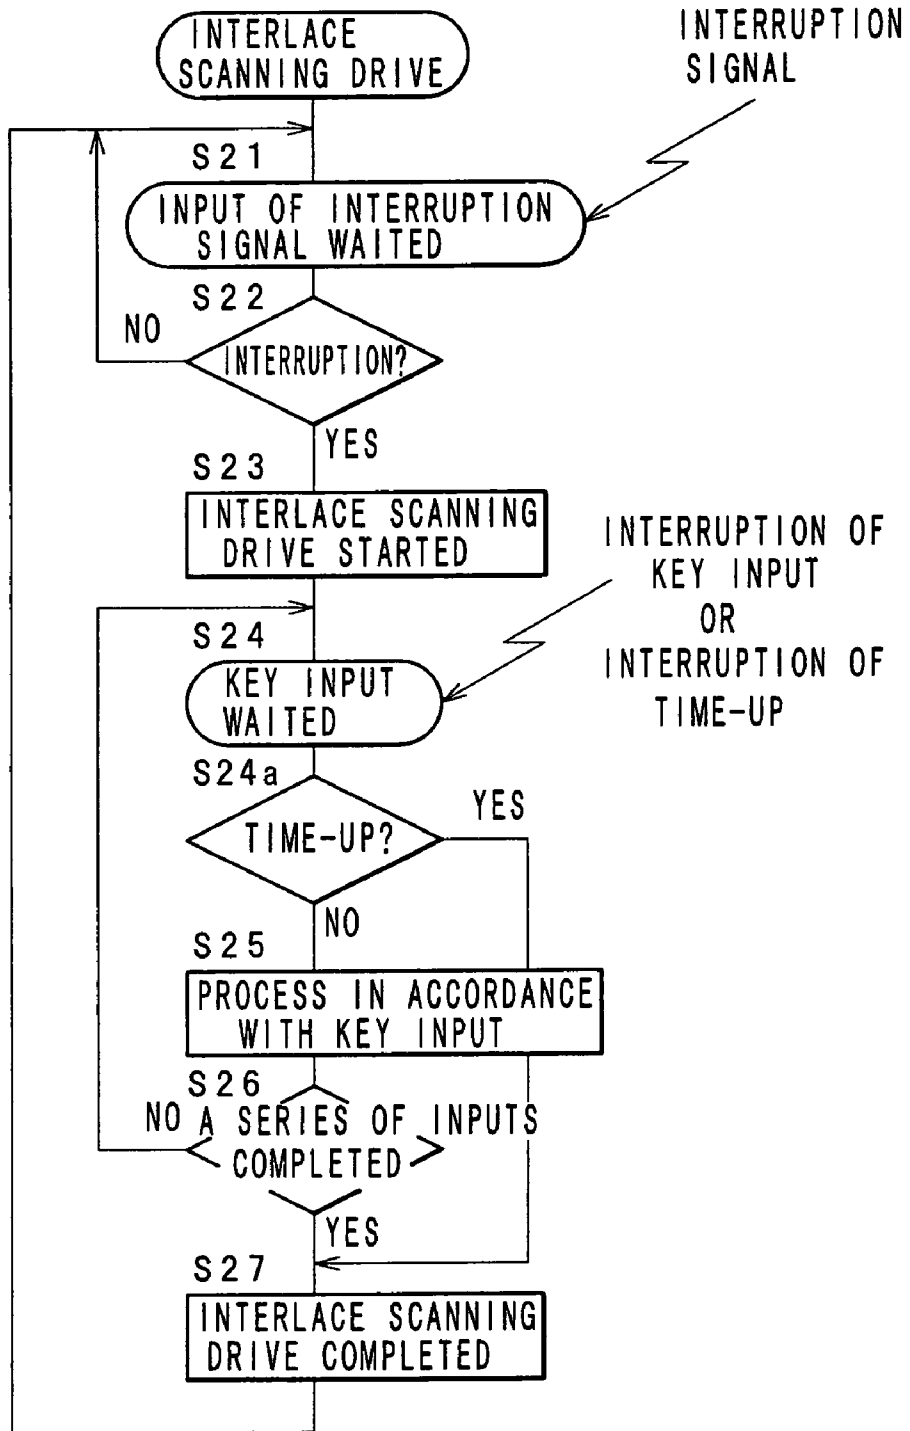 INTERLACE
SCANNING DRIVE
INTERRUPTION
SIGNAL
S21
INPUT OF INTERRUPTION
SIGNAL WAITED
S22
NO
INTERRUPTION?
YES
S23
INTERLACE SCANNING
DRIVE STARTED
INTERRUPTION OF
KEY INPUT
OR
INTERRUPTION OF
TIME-UP
S24
KEY INPUT
WAITED
S24a
YES
TIME-UP?
NO
S25
PROCESS IN ACCORDANCE
WITH KEY INPUT
S26
NO A SERIES OF INPUTS
COMPLETED
YES
S27
INTERLACE SCANNING
DRIVE COMPLETED